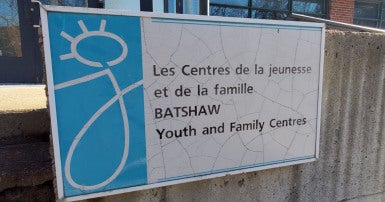 Les Centres de la jeunesse
et de la famille
BATSHAW
Youth and Family Centres